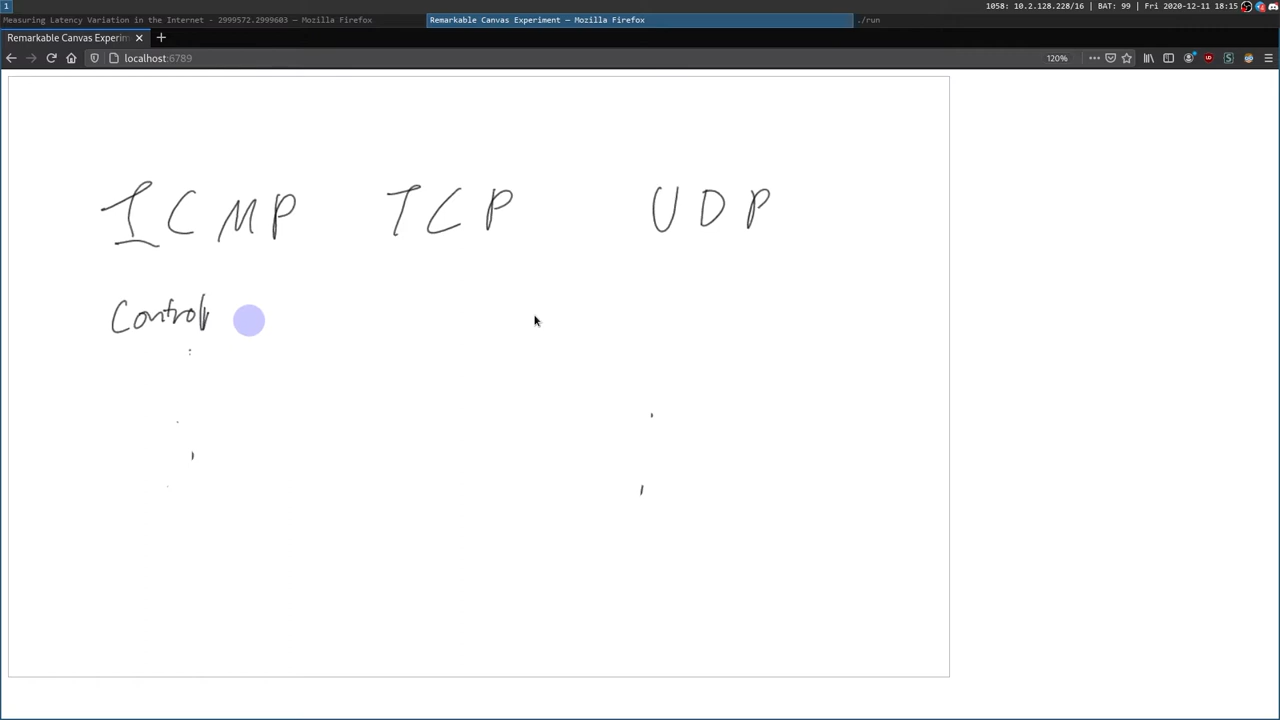 1
Measuring Latency Variation in the Internet - 2999572.2999603 — Mozilla Firefox
Remarkable Canvas Experiment — Mozilla Firefox
./run
1058: 10.2.128.228/16 | BAT: 99 | Fri 2020-12-11 18:15
Remarkable Canvas Experim
localhost:6789
120%
ICMP TCP UDP
Control